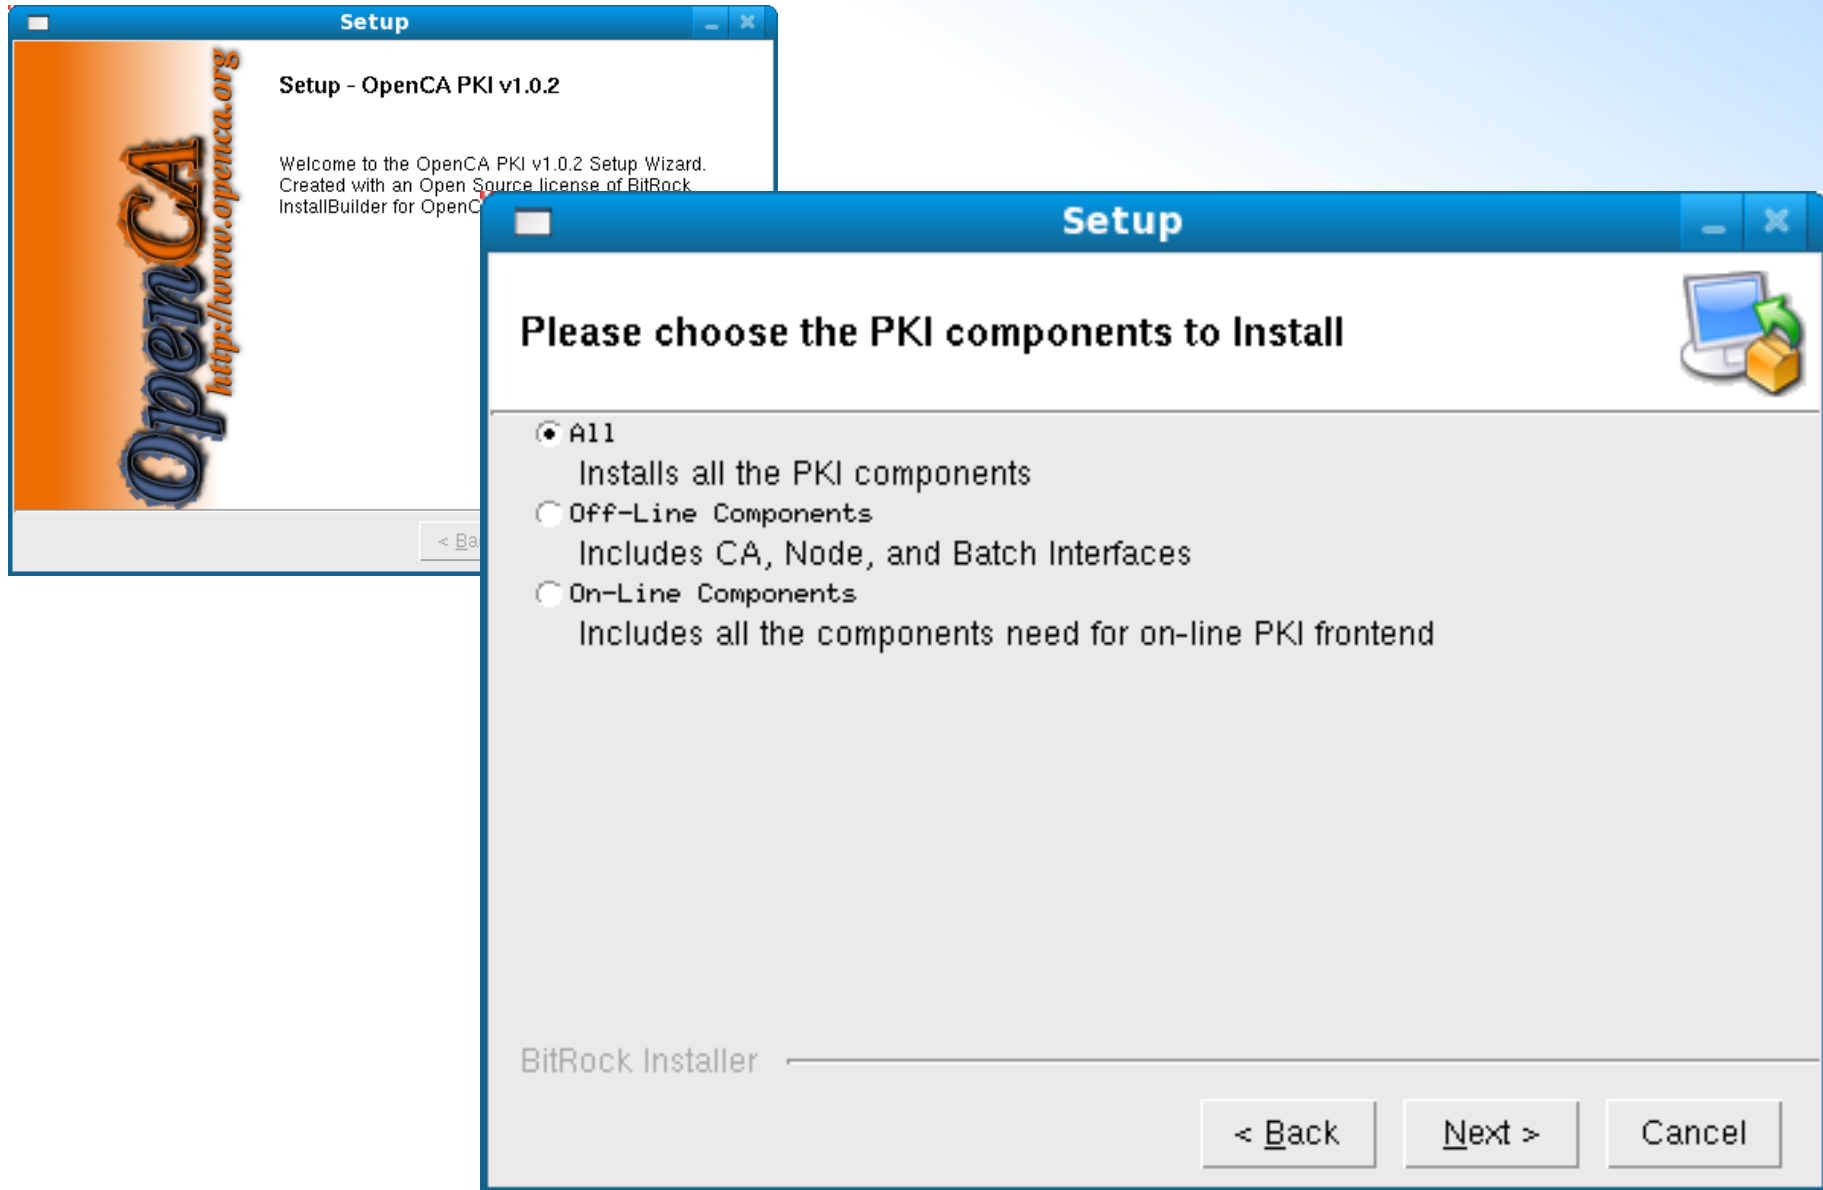 Setup
Setup - OpenCA PKI v1.0.2
Welcome to the OpenCA PKI v1.0.2 Setup Wizard.
Created with an Open Source license of BitRock
InstallBuilder for
OpenCA
http://www.openca.org
<
Setup
Please choose the PKI components to Install
All
Installs all the PKI components
Off-Line Components
Includes CA, Node, and Batch Interfaces
On-Line Components
Includes all the components need for on-line PKI frontend
BitRock Installer
< Back
Next >
Cancel